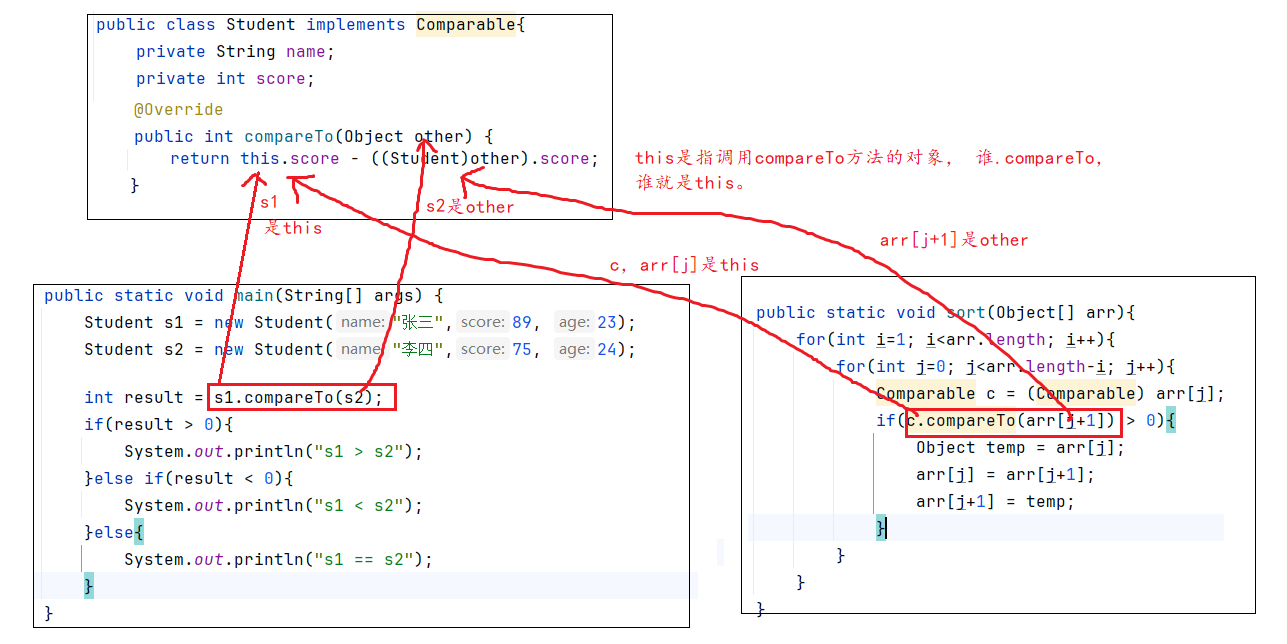 public class Student implements Comparable{
private String name;
private int score;
@Override
public int compareTo(Object other) {
return this.score - ((Student)other).score;
}
this是指调用compareTo方法的对象， 谁.compareTo，
谁就是this。
s1
是this
s2是other
arr[j+1]是other
c，arr[j]是this
public static void main(String[] args) {
Student s1 = new Student( name: "张三", score: 89, age: 23);
Student s2 = new Student( name: "李四", score: 75, age: 24);
int result = s1.compareTo(s2);
if(result > 0){
System.out.println("s1 > s2");
}else if(result < 0){
System.out.println("s1 < s2");
}else{
System.out.println("s1 == s2");
}
}
public static void sort(Object[] arr){
for(int i=1; i<arr.length; i++){
for(int j=0; j<arr.length-i; j++){
Comparable c = (Comparable) arr[j];
if(c.compareTo(arr[j+1]) > 0){
Object temp = arr[j];
arr[j] = arr[j+1];
arr[j+1] = temp;
}
}
}
}